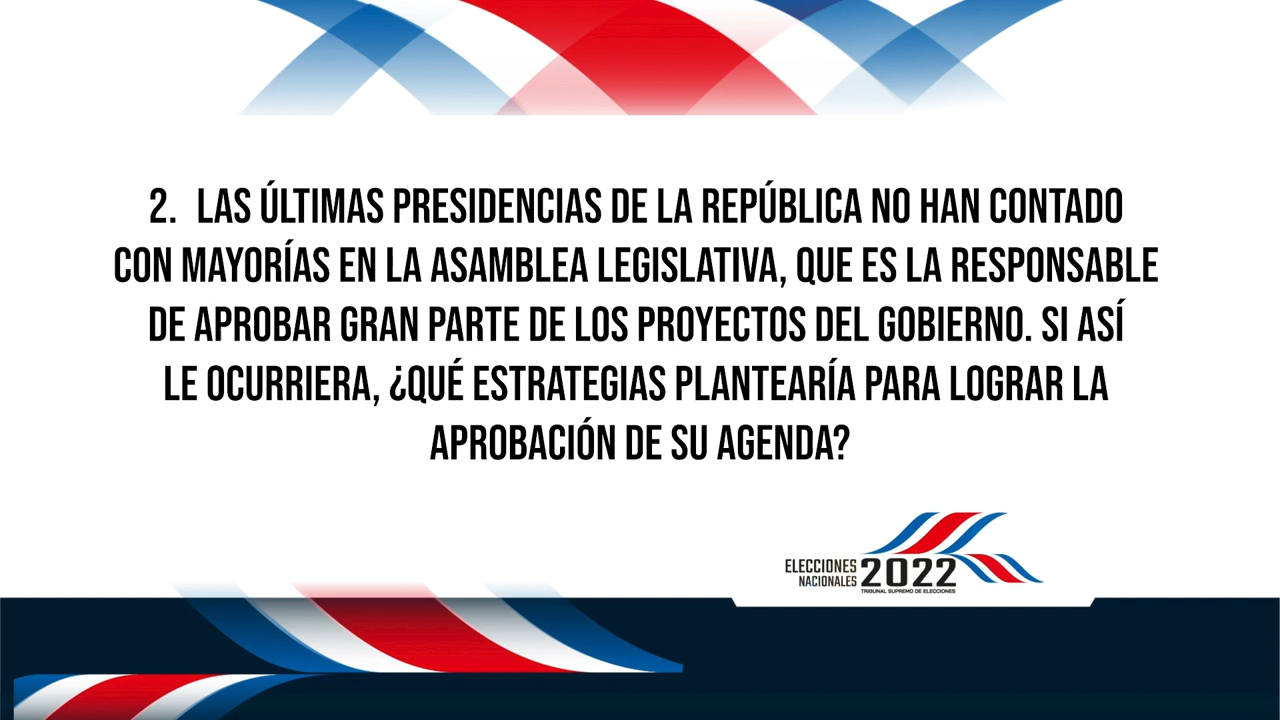 2. LAS ÚLTIMAS PRESIDENCIAS DE LA REPÚBLICA NO HAN CONTADO
CON MAYORÍAS EN LA ASAMBLEA LEGISLATIVA, QUE ES LA RESPONSABLE
DE APROBAR GRAN PARTE DE LOS PROYECTOS DEL GOBIERNO. SI ASÍ
LE OCURRIERA, ¿QUÉ ESTRATEGIAS PLANTEARÍA PARA LOGRAR LA
APROBACIÓN DE SU AGENDA?
ELECCIONES
NACIONALES
2022
TRIBUNAL SUPREMO DE ELECCIONES